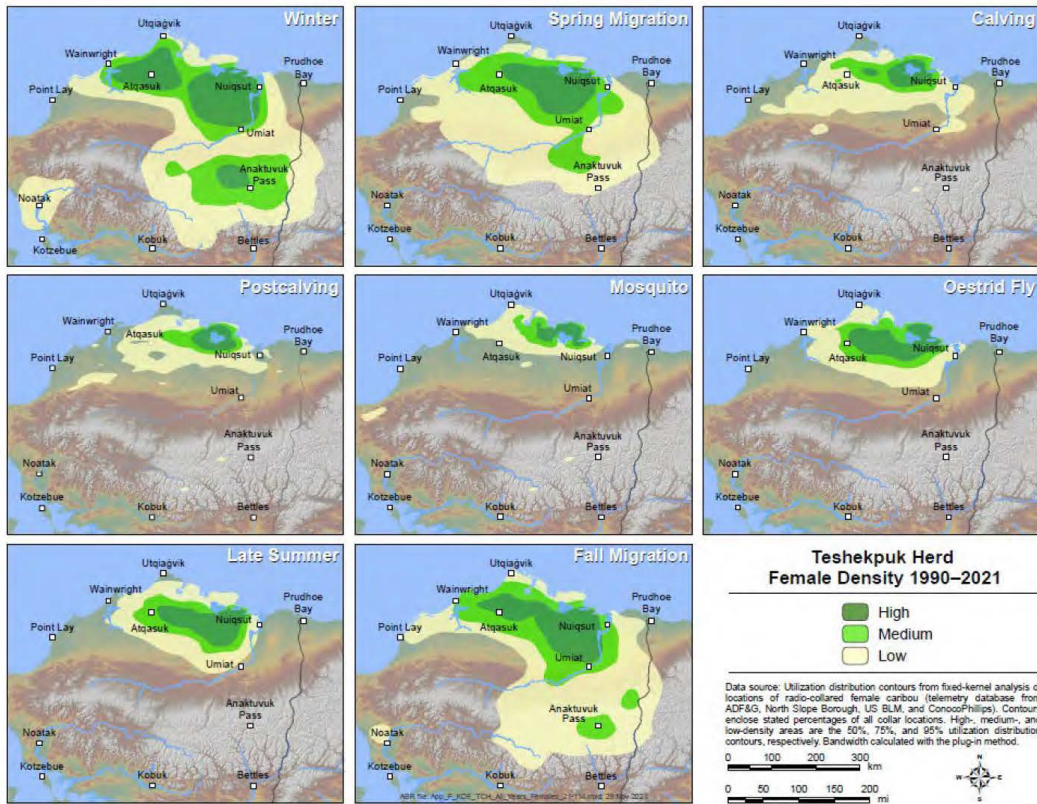 Winter
Utqiaġvik
Wainwright
Prudhoe
Bay
Atqasuk
Nuiqsut
Point Lay
Umiat
Anaktuvuk
Pass
Noatak
Kotzebue
Kobuk
Bettles
Spring Migration
Utqiaġvik
Wainwright
Prudhoe
Bay
Atqasuk
Nuiqsut
Point Lay
Umiat
Anaktuvuk
Pass
Noatak
Kotzebue
Kobuk
Bettles
Calving
Utqiaġvik
Wainwright
Prudhoe
Bay
Atqasuk
Nuiqsut
Point Lay
Umiat
Anaktuvuk
Pass
Noatak
Kotzebue
Kobuk
Bettles
Postcalving
Utqiaġvik
Wainwright
Prudhoe
Bay
Atqasuk
Nuiqsut
Point Lay
Umiat
Anaktuvuk
Pass
Noatak
Kotzebue
Kobuk
Bettles
Mosquito
Utqiaġvik
Wainwright
Prudhoe
Bay
Atqasuk
Nuiqsut
Point Lay
Umiat
Anaktuvuk
Pass
Noatak
Kotzebue
Kobuk
Bettles
Oestrid Fly
Utqiaġvik
Wainwright
Prudhoe
Bay
Atqasuk
Nuiqsut
Point Lay
Umiat
Anaktuvuk
Pass
Noatak
Kotzebue
Kobuk
Bettles
Late Summer
Utqiaġvik
Wainwright
Prudhoe
Bay
Atqasuk
Nuiqsut
Point Lay
Umiat
Anaktuvuk
Pass
Noatak
Kotzebue
Kobuk
Bettles
Fall Migration
Utqiaġvik
Wainwright
Prudhoe
Bay
Atqasuk
Nuiqsut
Point Lay
Umiat
Anaktuvuk
Pass
Noatak
Kotzebue
Kobuk
Bettles
Teshekpuk Herd
Female Density 1990–2021
High
Medium
Low
Data source: Utilization distribution contours from fixed-kernel analysis o
locations of radio-collared female caribou (telemetry database from
ADF&G, North Slope Borough, US BLM, and ConocoPhillips). Contour
enclose stated percentages of all collar locations. High-, medium-, and
low-density areas are the 50%, 75%, and 95% utilization distribution
contours, respectively. Bandwidth calculated with the plug-in method.
0 100 200 300
km
N
W E
S
0 50 100 150 200
mi